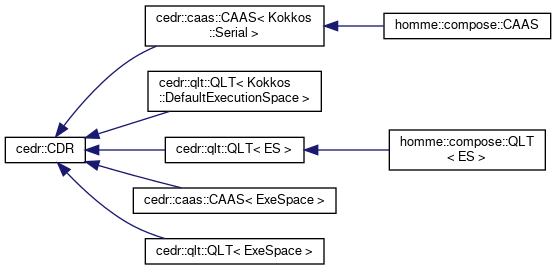 cedr::caas::CAAS< Kokkos
::Serial >
homme::compose::CAAS
cedr::qlt::QLT< Kokkos
::DefaultExecutionSpace >
cedr::CDR
cedr::qlt::QLT< ES >
homme::compose::QLT
< ES >
cedr::caas::CAAS< ExeSpace >
cedr::qlt::QLT< ExeSpace >